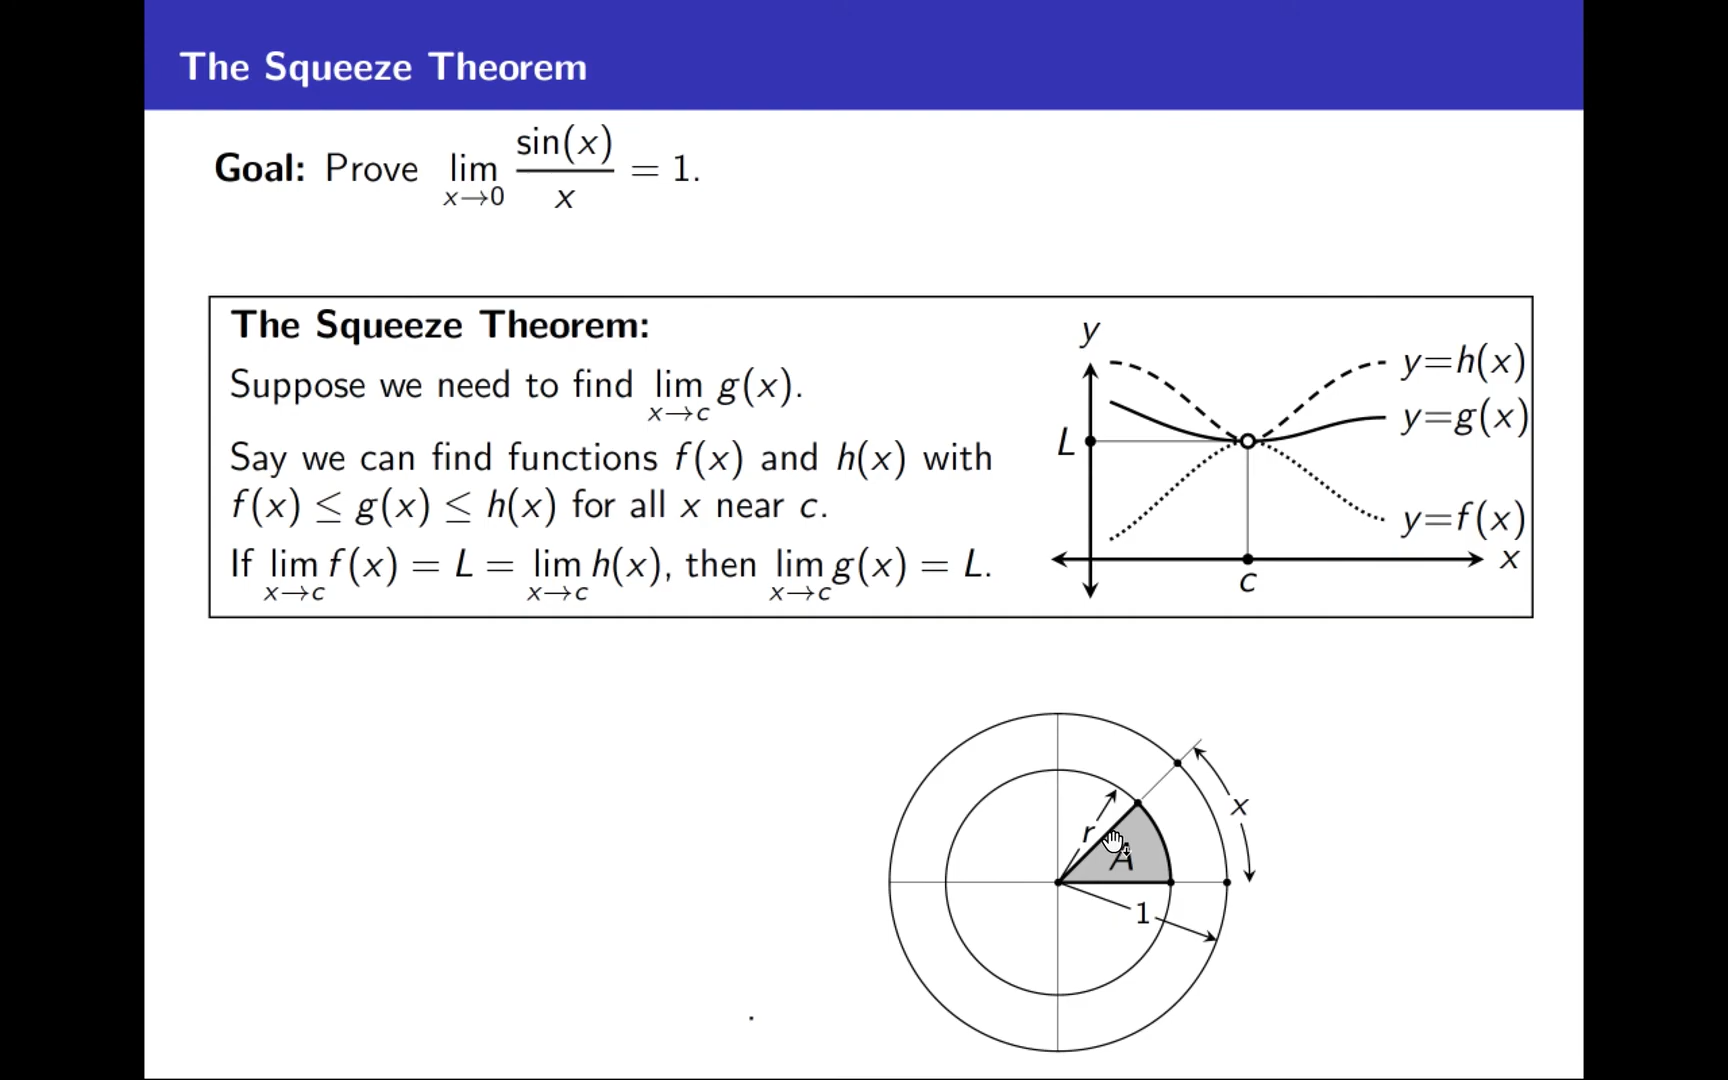 The Squeeze Theorem
Goal: Prove lim x→0 sin(x)/x = 1.
The Squeeze Theorem:
Suppose we need to find lim x→c g(x).
Say we can find functions f(x) and h(x) with
f(x) ≤ g(x) ≤ h(x) for all x near c.
If lim x→c f(x) = L = lim x→c h(x), then lim x→c g(x) = L.
y
y=h(x)
y=g(x)
L
y=f(x)
x
c
x
r
A
1